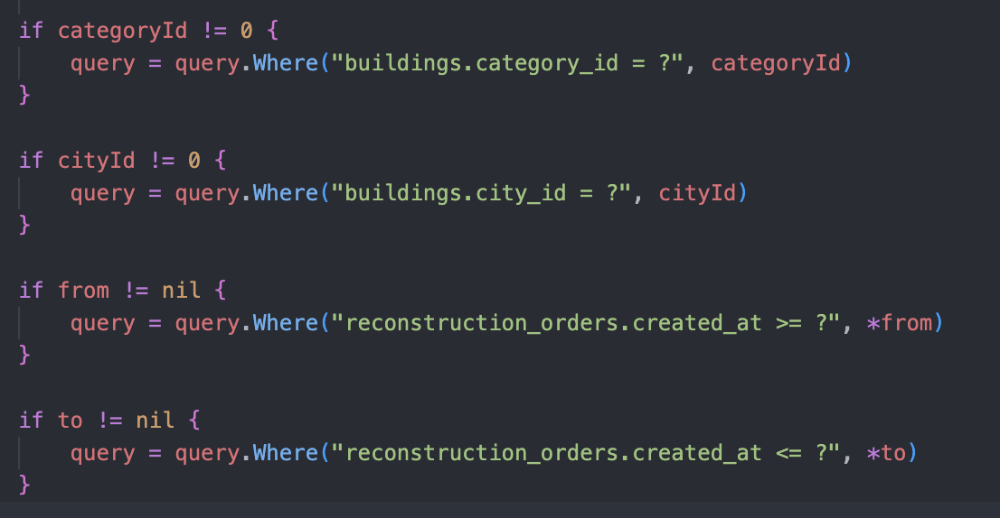 if categoryId != 0 {
    query = query.Where("buildings.category_id = ?", categoryId)
}

if cityId != 0 {
    query = query.Where("buildings.city_id = ?", cityId)
}

if from != nil {
    query = query.Where("reconstruction_orders.created_at >= ?", *from)
}

if to != nil {
    query = query.Where("reconstruction_orders.created_at <= ?", *to)
}